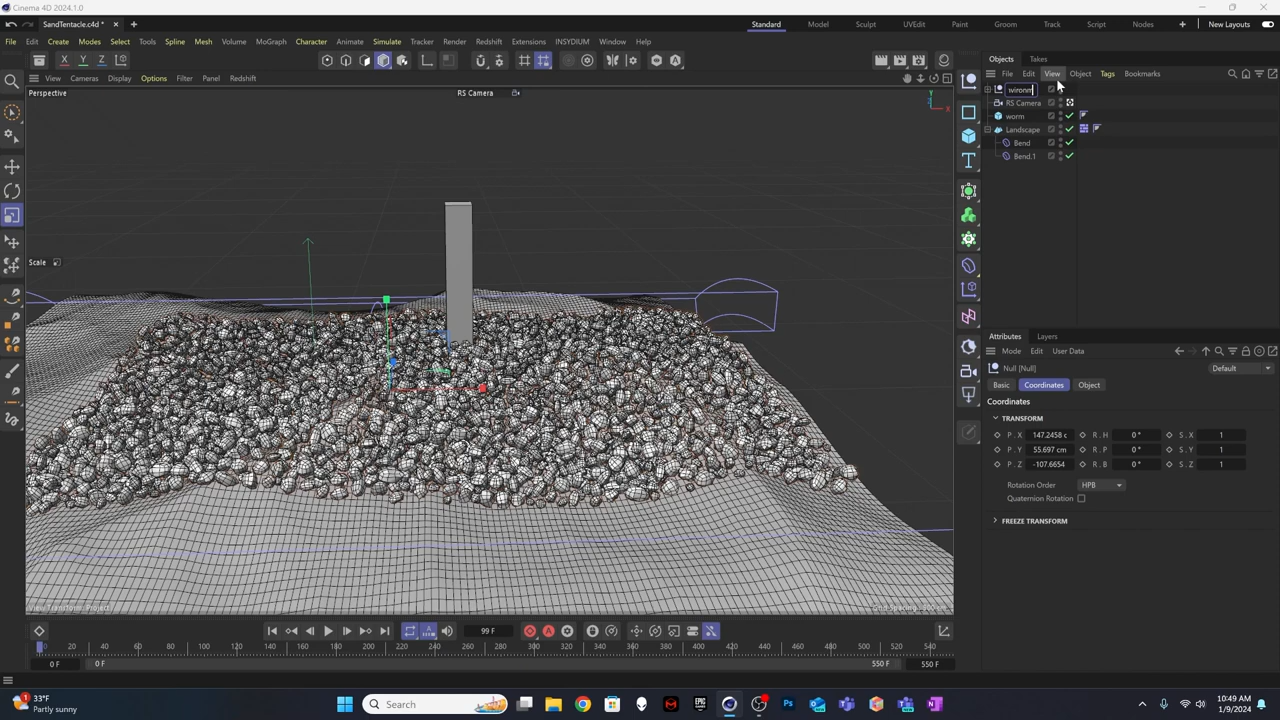 Cinema 4D 2024.1.0
SandTentacle.c4d *
Standard Model Sculpt UVEdit Paint Groom Track Script Nodes New Layouts
File Edit Create Modes Select Tools Spline Mesh Volume MoGraph Character Animate Simulate Tracker Render Redshift Extensions INSYDIUM Window Help
X Y Z
Objects Takes
View Cameras Display Options Filter Panel Redshift
File Edit View Object Tags Bookmarks
Perspective
RS Camera
Y
X
wironm
RS Camera
worm
Landscape
Bend
Bend.1
Scale
Attributes Layers
Mode Edit User Data
Null [Null]
Default
Basic Coordinates Object
Coordinates
TRANSFORM
P . X 147.2458 c R . H 0 ° S . X 1
P . Y 55.697 cm R . P 0 ° S . Y 1
P . Z -107.6654 R . B 0 ° S . Z 1
Rotation Order HPB
Quaternion Rotation
FREEZE TRANSFORM
View Transform: Project
99 F
0 20 40 60 80 100 120 140 160 180 200 220 240 260 280 300 320 340 360 380 400 420 440 460 480 500 520 540
0 F 0 F 550 F 550 F
33°F
Partly sunny
Search
10:49 AM
1/9/2024